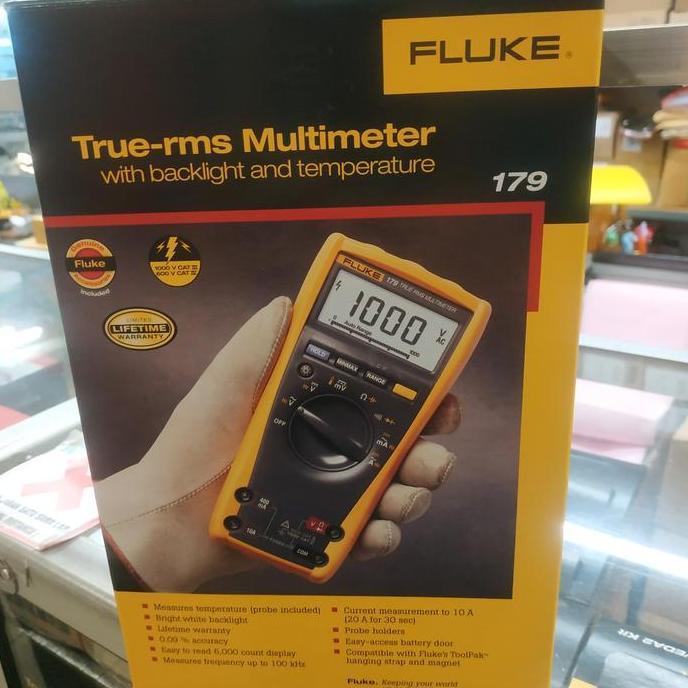 FLUKE®
True-rms Multimeter
with backlight and temperature
179
Genuine
Fluke
Accessories
Included
1000 V CAT III
600 V CAT IV
LIMITED
LIFETIME
WARRANTY
FLUKE 179 TRUE RMS MULTIMETER
1000 V AC
Auto Range
0 1000
HOLD MIN MAX RANGE
OFF
V
mV
Ω
mA
A
400 mA
10A
COM
Measures temperature (probe included)
Bright white backlight
Lifetime warranty
0.09 % accuracy
Easy to read 6,000 count display
Measures frequency up to 100 kHz
Current measurement to 10 A
(20 A for 30 sec)
Probe holders
Easy-access battery door
Compatible with Fluke's ToolPak™
hanging strap and magnet
Fluke. Keeping your world